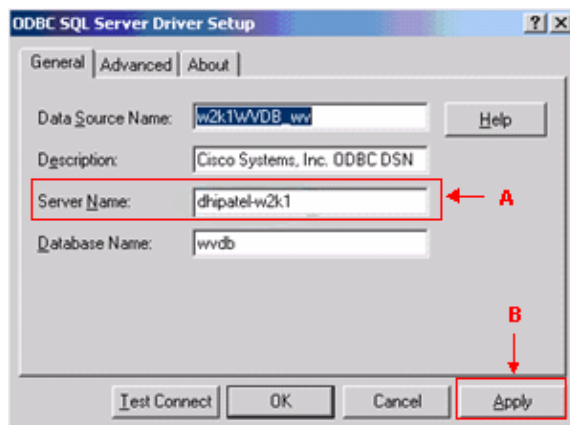 ODBC SQL Server Driver Setup
General Advanced About
Data Source Name: w2k1WVDB_wv Help
Description: Cisco Systems, Inc. ODBC DSN
Server Name: dhipatel-w2k1 A
Database Name: wvdb
B
Test Connect OK Cancel Apply